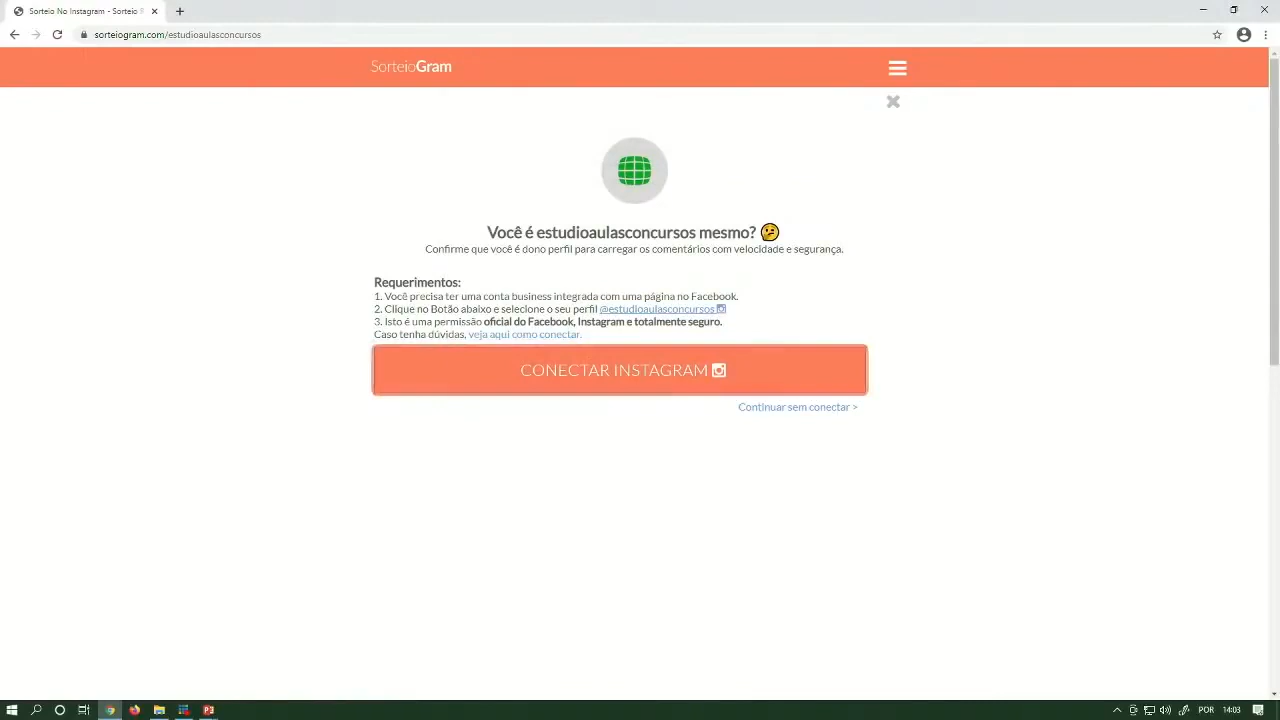 Sorteio No Instagram - Sorteio
sorteiogram.com/estudioaulasconcursos
SorteioGram
Você é estudioaulasconcursos mesmo?
Confirme que você é dono perfil para carregar os comentários com velocidade e segurança.
Requerimentos:
1. Você precisa ter uma conta business integrada com uma página no Facebook.
2. Clique no Botão abaixo e selecione o seu perfil @estudioaulasconcursos
3. Isto é uma permissão oficial do Facebook, Instagram e totalmente seguro.
Caso tenha dúvidas, veja aqui como conectar.
CONECTAR INSTAGRAM
Continuar sem conectar >
POR 14:03